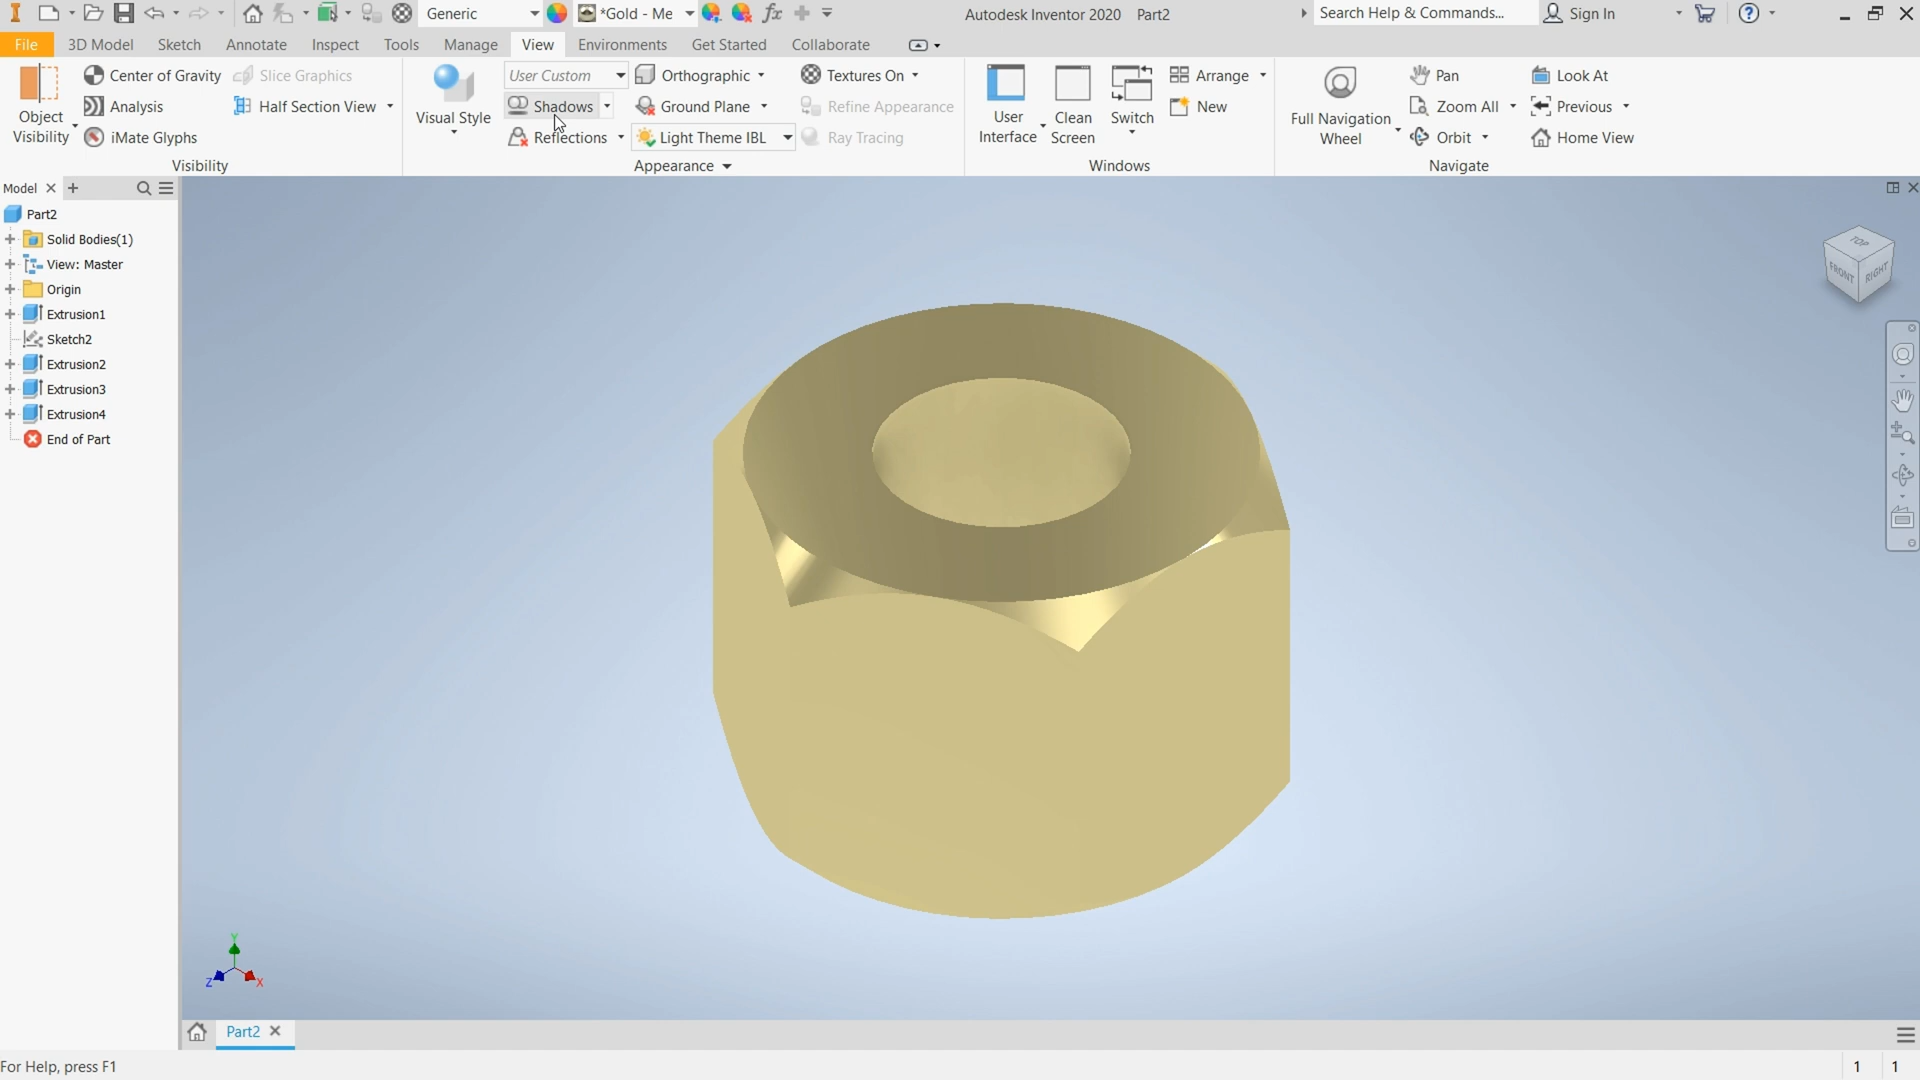 Generic
*Gold - Me
Autodesk Inventor 2020 Part2
Search Help & Commands...
Sign In
File 3D Model Sketch Annotate Inspect Tools Manage View Environments Get Started Collaborate
Object Visibility
Center of Gravity
Analysis
iMate Glyphs
Slice Graphics
Half Section View
Visibility
Visual Style
User Custom
Shadows
Reflections
Orthographic
Ground Plane
Light Theme IBL
Textures On
Refine Appearance
Ray Tracing
Appearance
User Interface
Clean Screen
Switch
Arrange
New
Windows
Full Navigation Wheel
Pan
Zoom All
Orbit
Look At
Previous
Home View
Navigate
Model
Part2
Solid Bodies(1)
View: Master
Origin
Extrusion1
Sketch2
Extrusion2
Extrusion3
Extrusion4
End of Part
TOP
FRONT RIGHT
Y
Z X
Part2
For Help, press F1
1 1